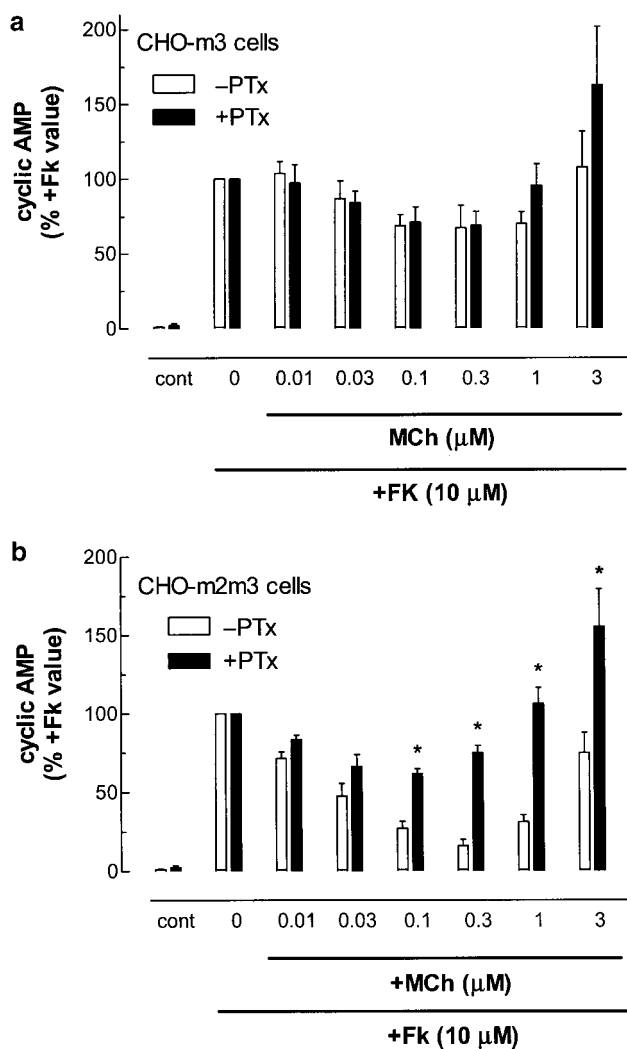 a
200
CHO-m3 cells
–PTx
+PTx
150
100
50
0
cyclic AMP
(% +Fk value)
cont 0 0.01 0.03 0.1 0.3 1 3
MCh (µM)
+FK (10 µM)
b
200
CHO-m2m3 cells
–PTx
+PTx
150
100
50
0
cyclic AMP
(% +Fk value)
* * * *
cont 0 0.01 0.03 0.1 0.3 1 3
+MCh (µM)
+Fk (10 µM)